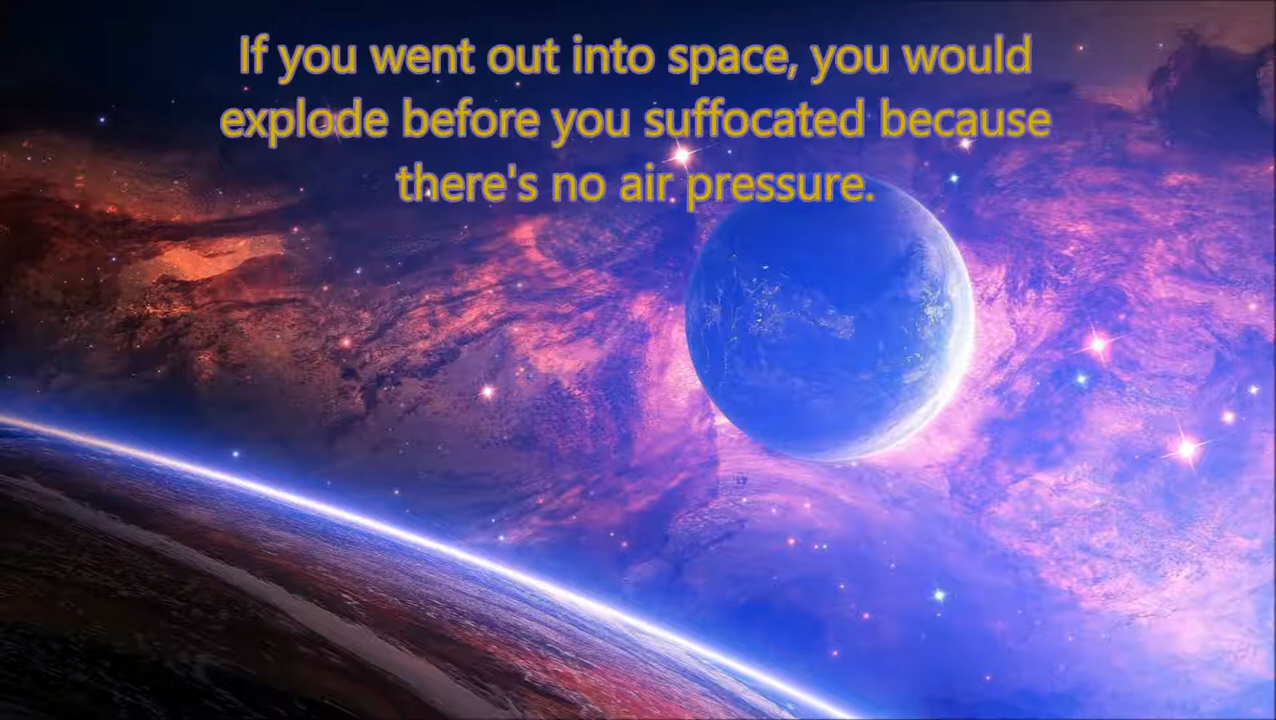 If you went out into space, you would
explode before you suffocated because
there's no air pressure.